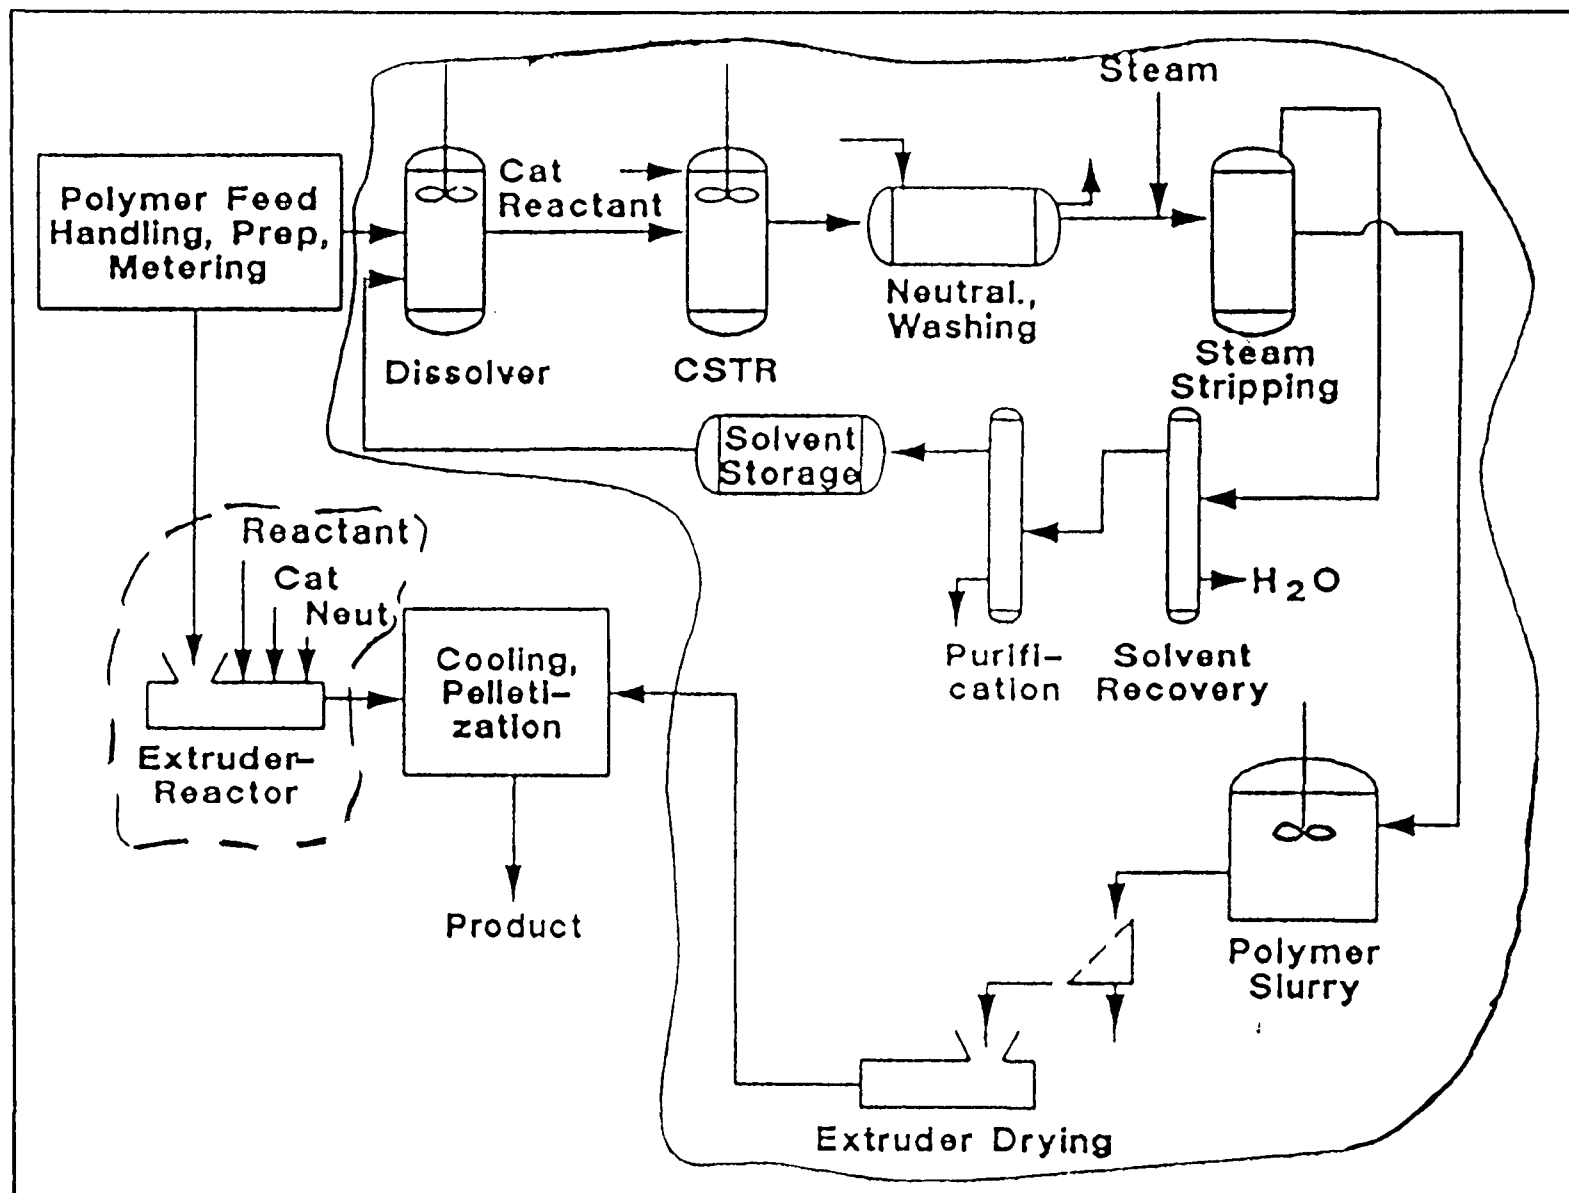 Steam
Polymer Feed
Handling, Prep,
Metering
Cat
Reactant
Neutral.,
Washing
Dissolver
CSTR
Steam
Stripping
Solvent
Storage
Reactant
Cat
Neut.
H2O
Purifi-
cation
Solvent
Recovery
Cooling,
Pelleti-
zation
Extruder-
Reactor
Product
Polymer
Slurry
Extruder Drying